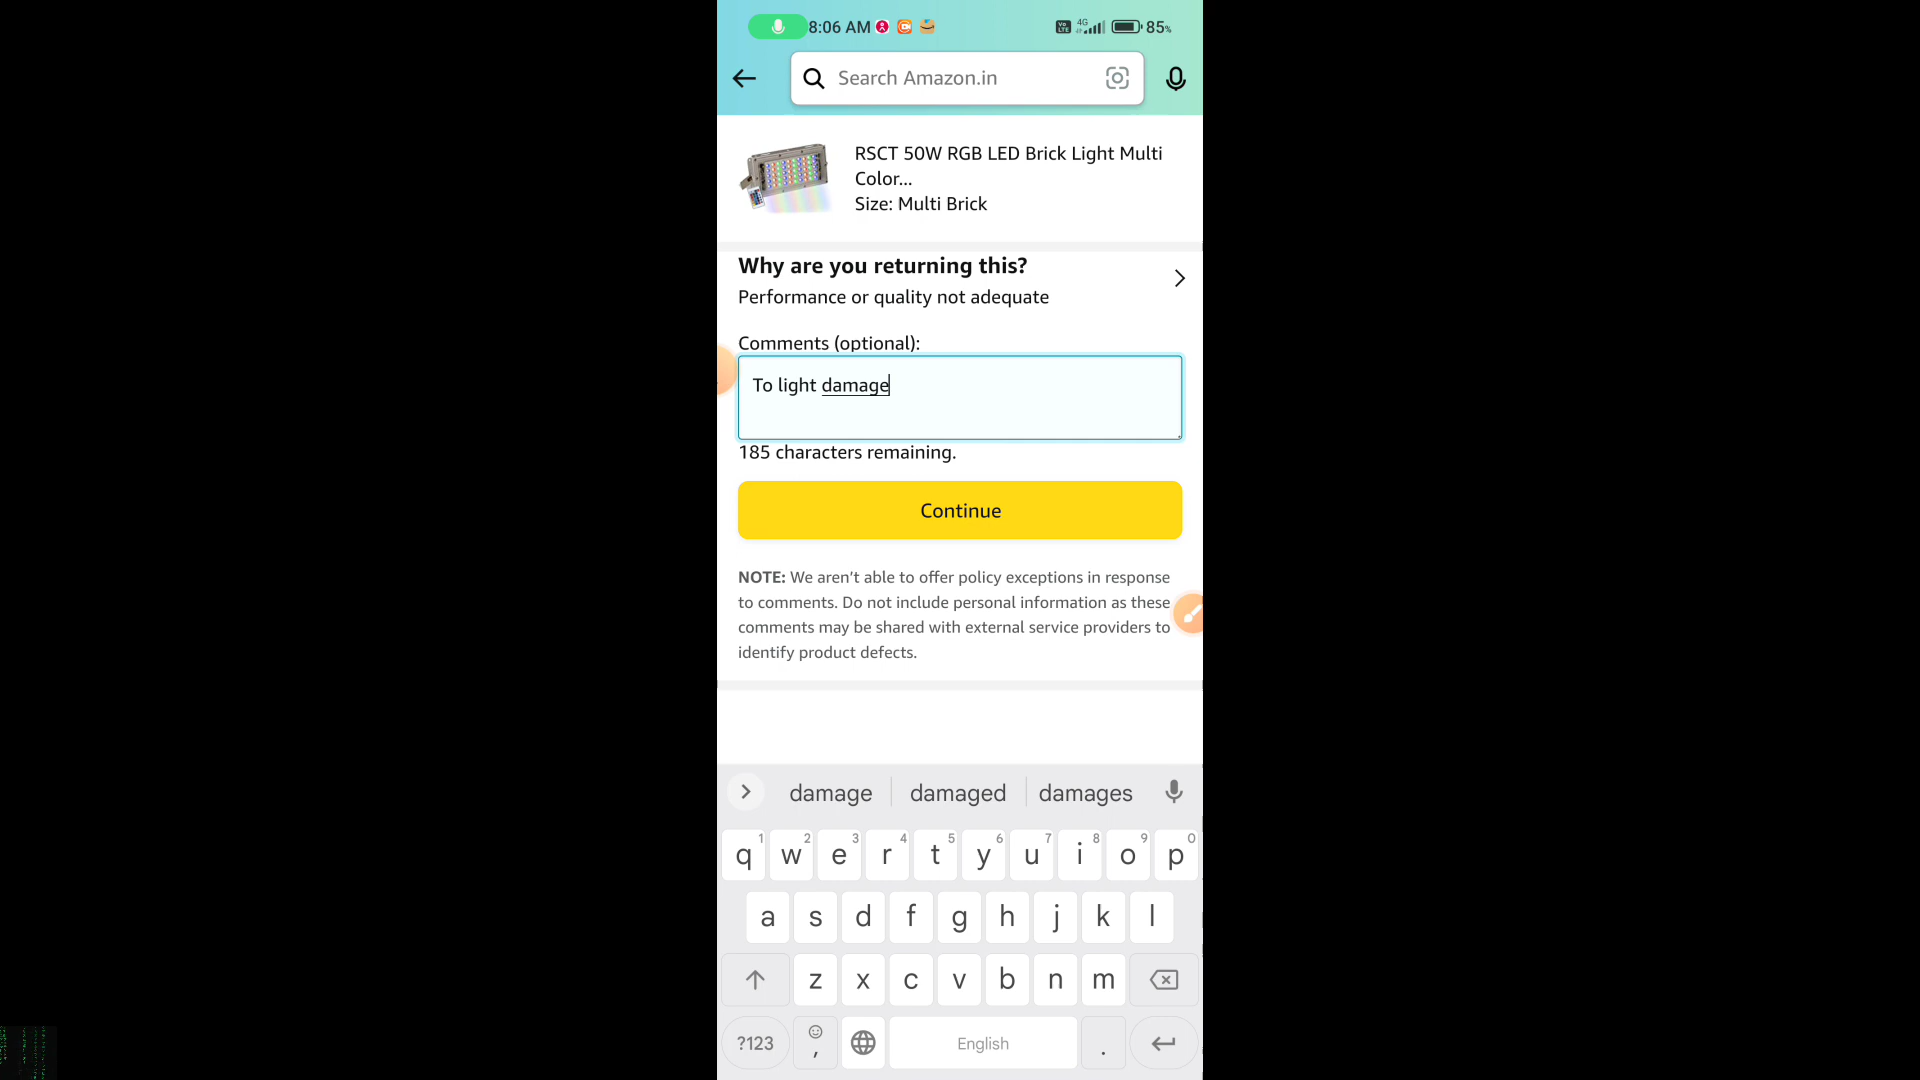 8:06 AM 4G 85%
Search Amazon.in
RSCT 50W RGB LED Brick Light Multi
Color...
Size: Multi Brick
Why are you returning this?
Performance or quality not adequate
Comments (optional):
To light damage
185 characters remaining.
Continue
NOTE: We aren’t able to offer policy exceptions in response
to comments. Do not include personal information as these
comments may be shared with external service providers to
identify product defects.
damage damaged damages
1 2 3 4 5 6 7 8 9 0
q w e r t y u i o p
a s d f g h j k l
z x c v b n m
?123 , English .